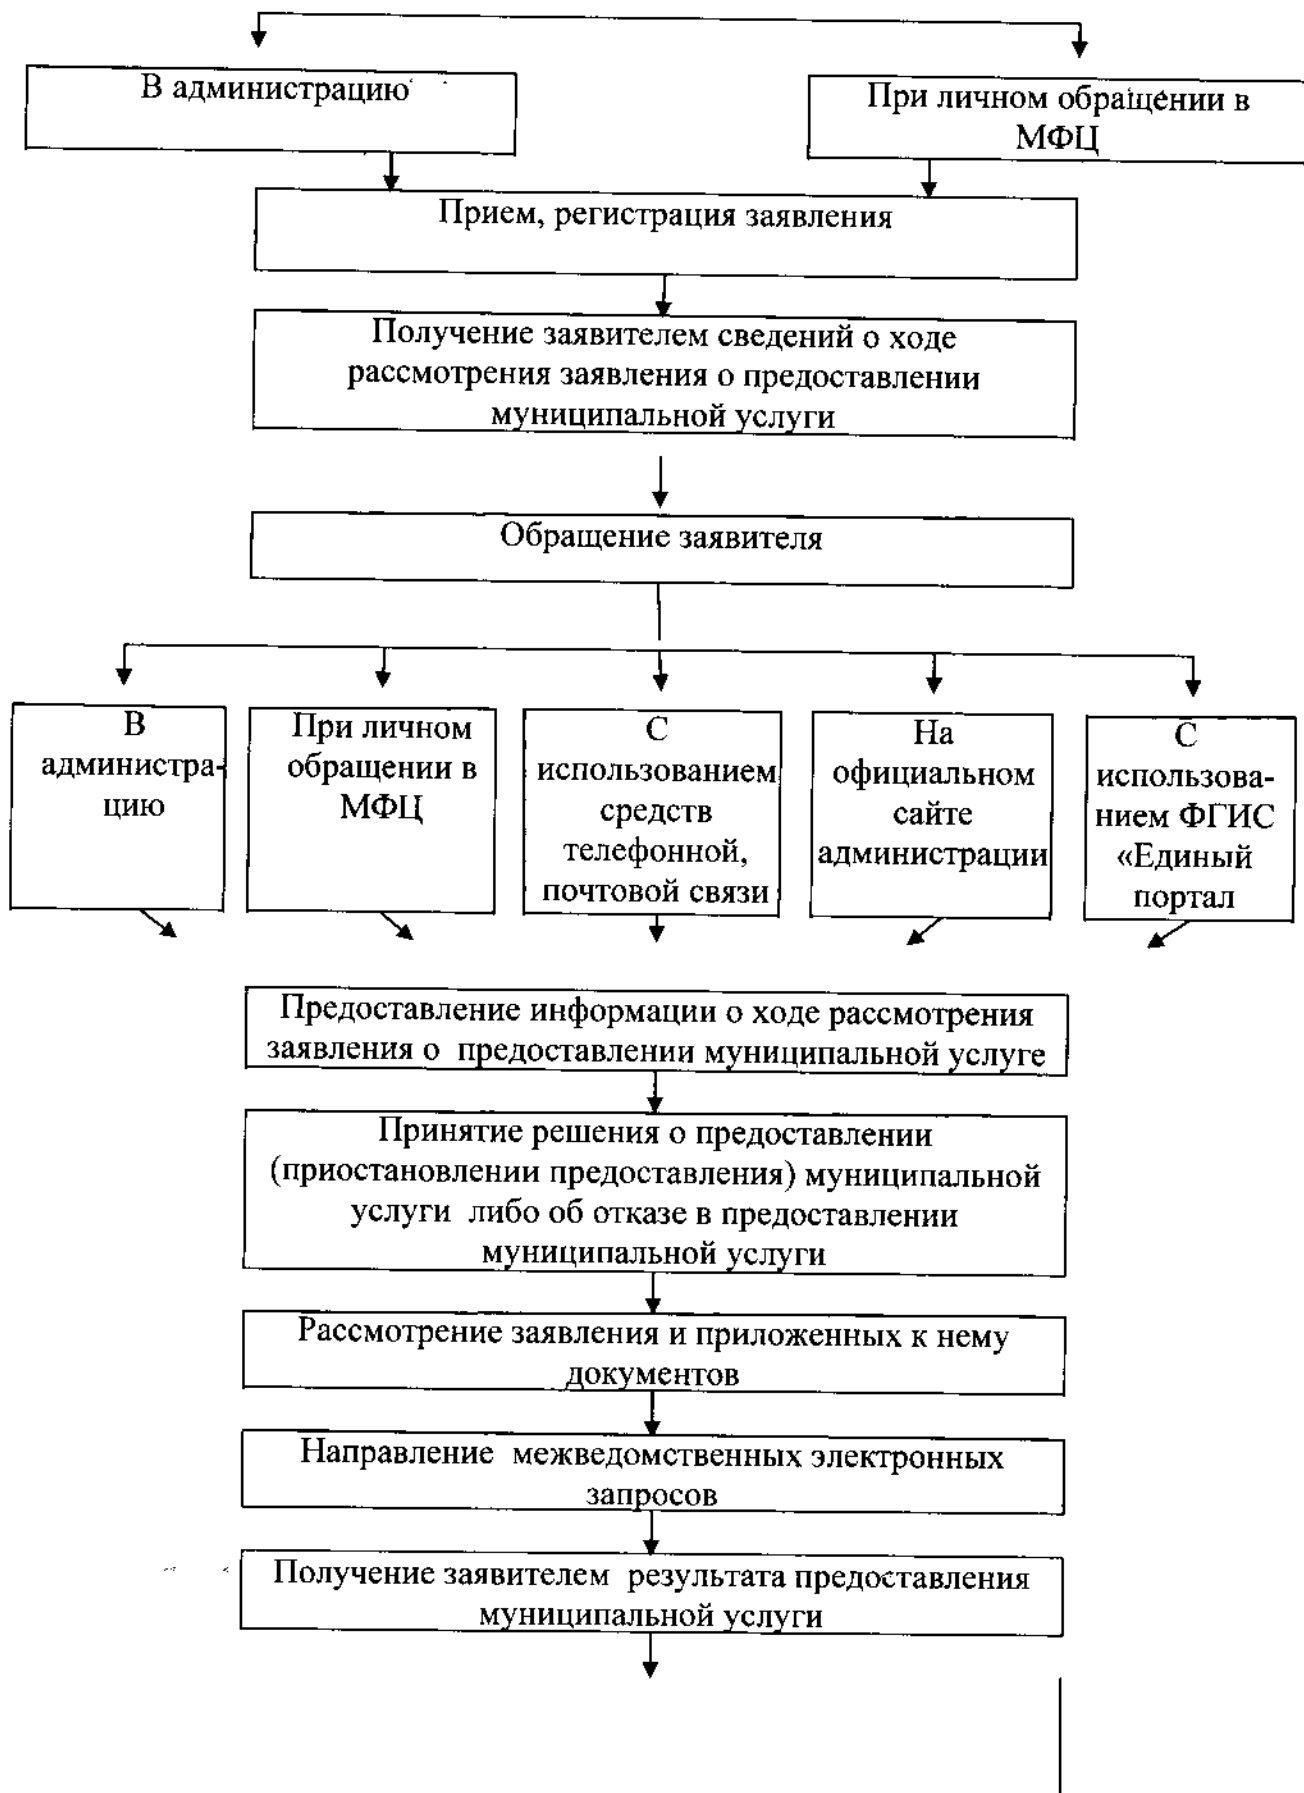 В администрацию
При личном обращении в
МФЦ
Прием, регистрация заявления
Получение заявителем сведений о ходе
рассмотрения заявления о предоставлении
муниципальной услуги
Обращение заявителя
В
администра-
цию
При личном
обращении в
МФЦ
С
использованием
средств
телефонной,
почтовой связи
На
официальном
сайте
администрации
С
использова-
нием ФГИС
«Единый
портал
Предоставление информации о ходе рассмотрения
заявления о предоставлении муниципальной услуге
Принятие решения о предоставлении
(приостановлении предоставления) муниципальной
услуги либо об отказе в предоставлении
муниципальной услуги
Рассмотрение заявления и приложенных к нему
документов
Направление межведомственных электронных
запросов
Получение заявителем результата предоставления
муниципальной услуги